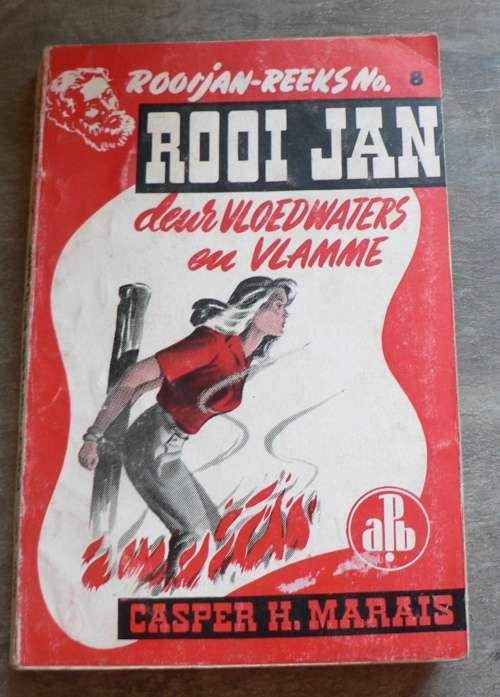 ROOIJAN-REEKS No. 8
ROOI JAN
deur VLOEDWATERS
en VLAMME
aPb
CASPER H. MARAIS